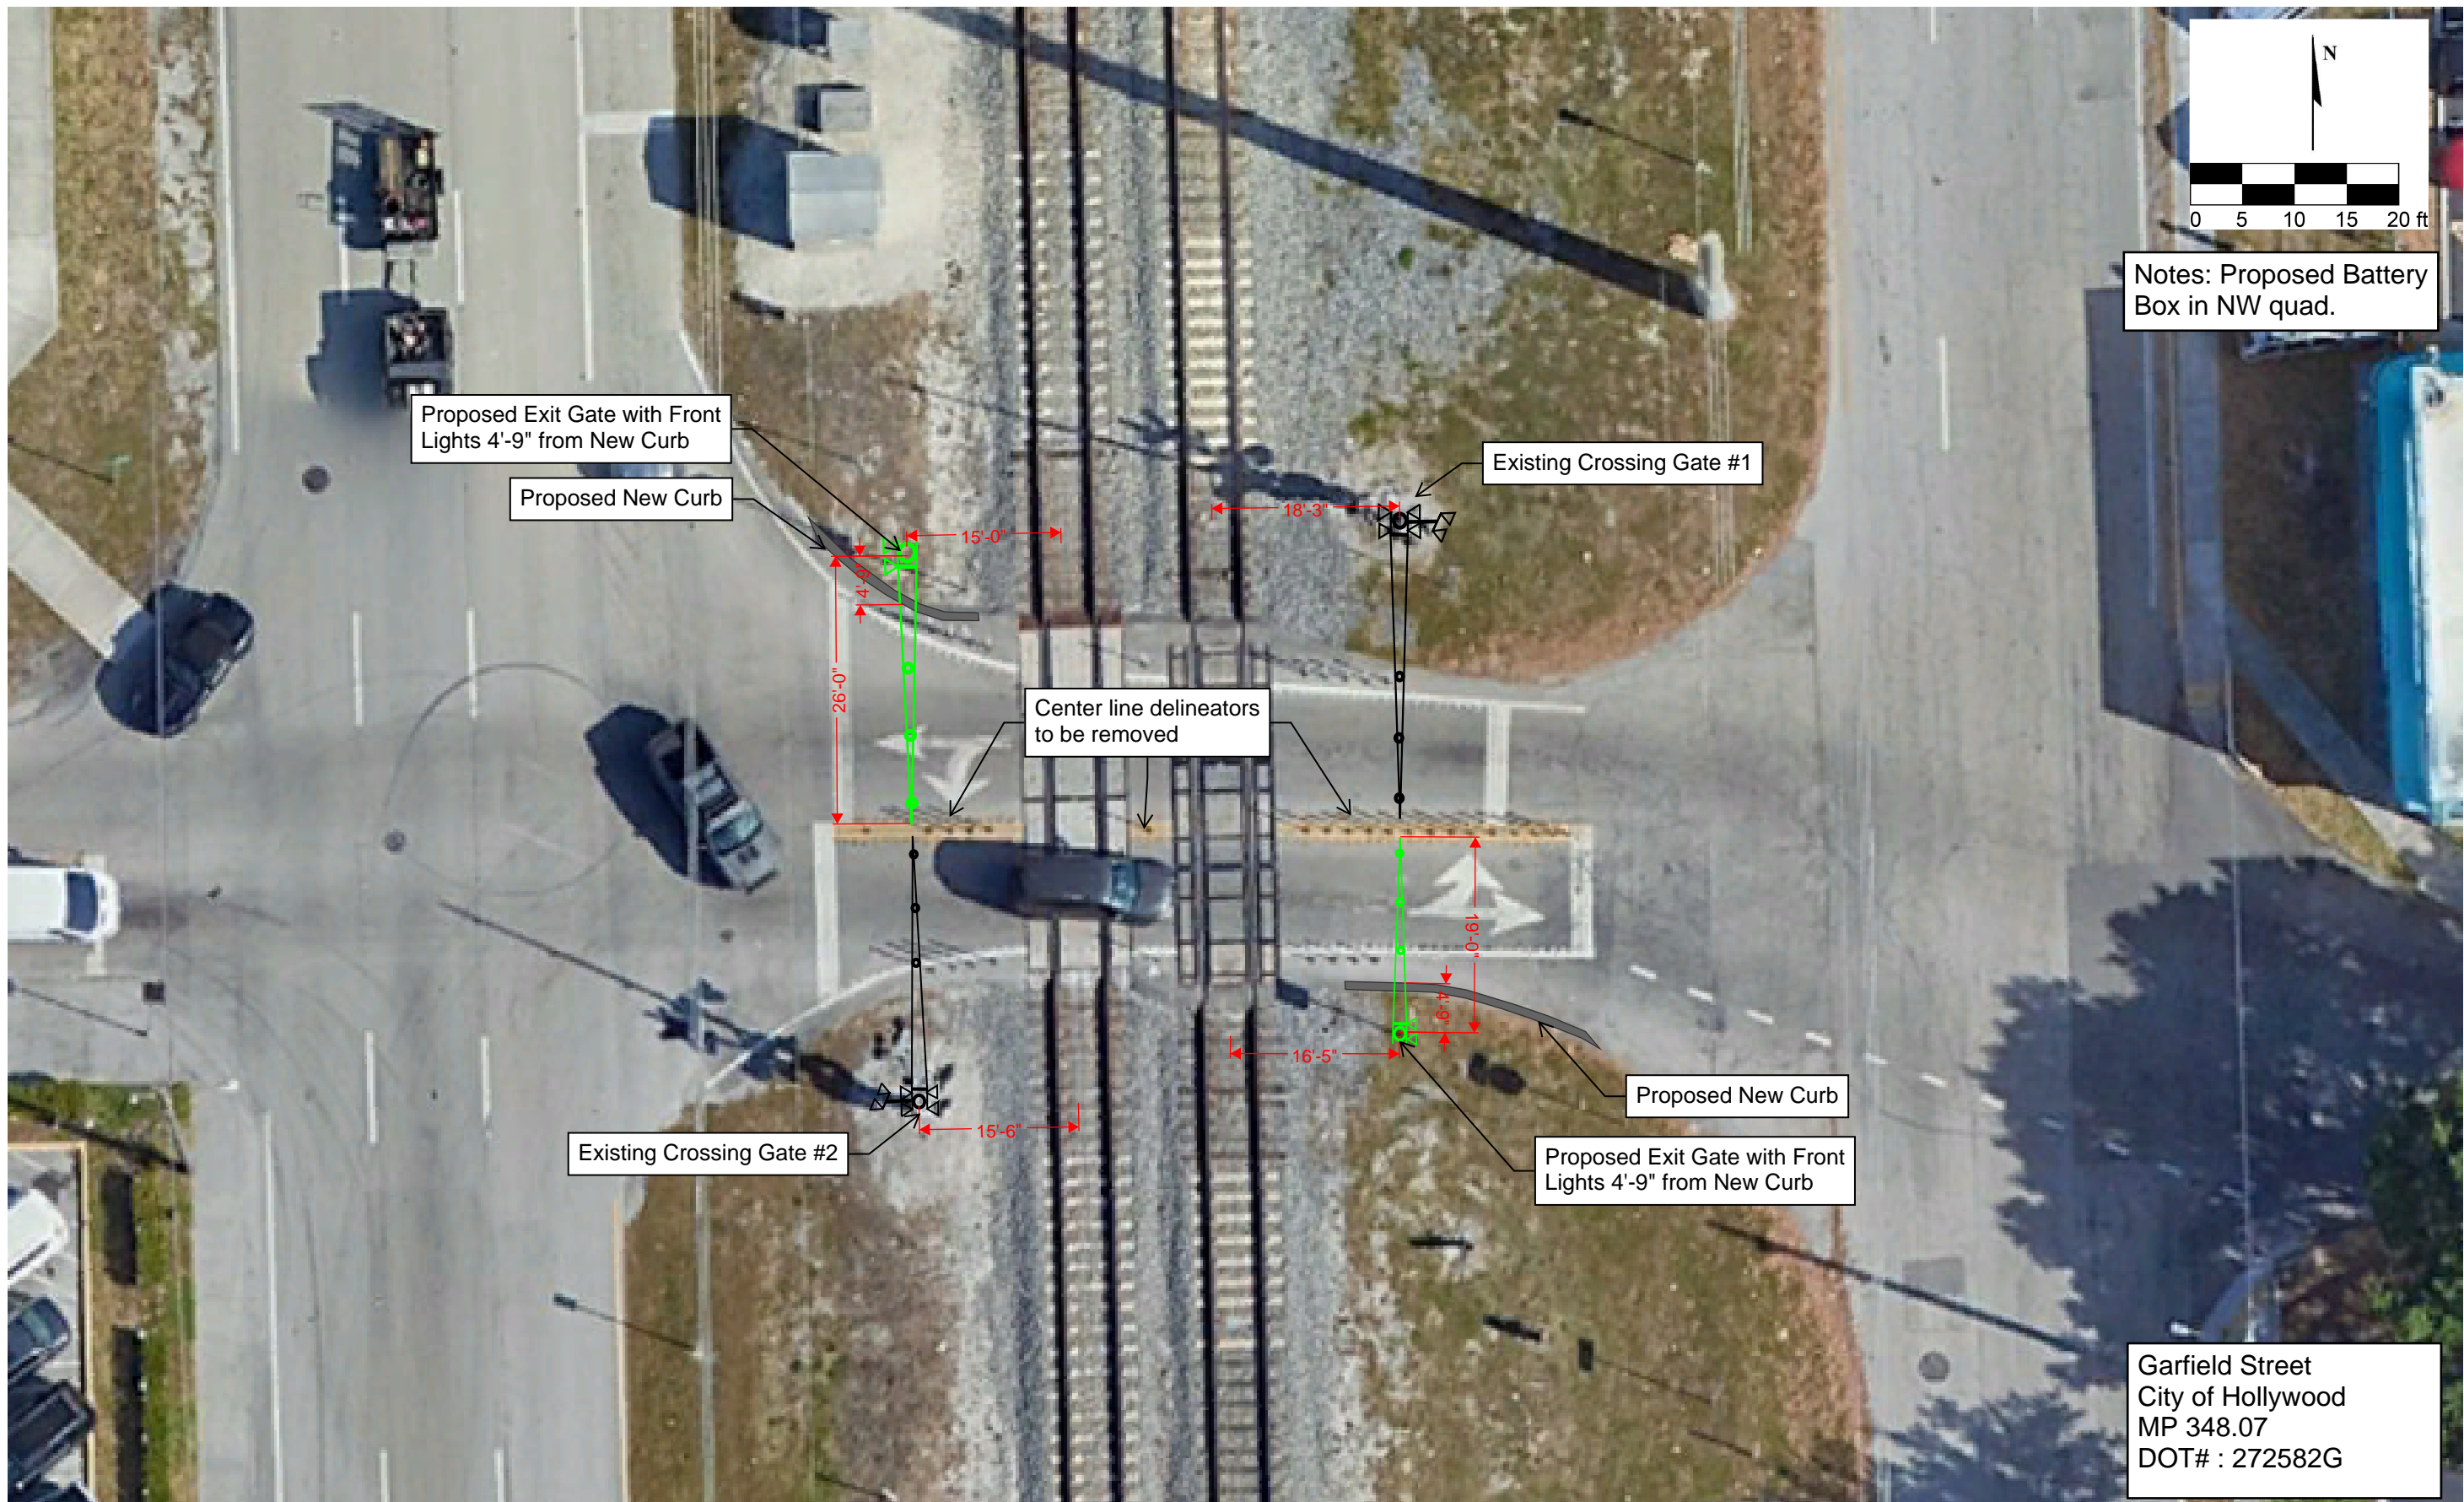 N
0 5 10 15 20 ft
Notes: Proposed Battery
Box in NW quad.
Proposed Exit Gate with Front
Lights 4'-9" from New Curb
Proposed New Curb
Existing Crossing Gate #1
18'-3"
15'-0"
4'-9"
26'-0"
Center line delineators
to be removed
19'-0"
4'-9"
16'-5"
15'-6"
Existing Crossing Gate #2
Proposed New Curb
Proposed Exit Gate with Front
Lights 4'-9" from New Curb
Garfield Street
City of Hollywood
MP 348.07
DOT# : 272582G